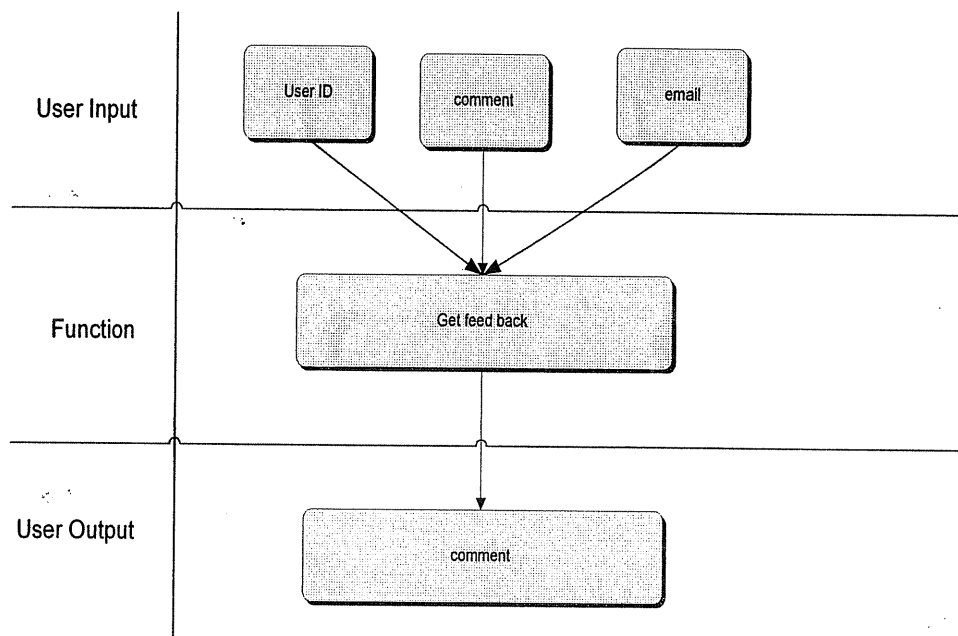 User Input
User ID
comment
email
Function
Get feed back
User Output
comment